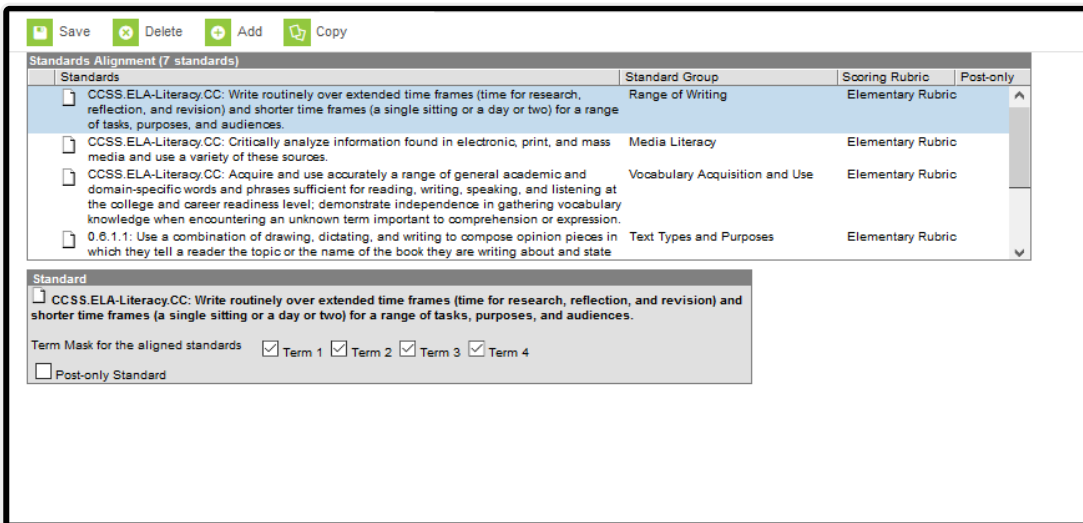 Save Delete Add Copy
Standards Alignment (7 standards)
Standards Standard Group Scoring Rubric Post-only
CCSS.ELA-Literacy.CC: Write routinely over extended time frames (time for research, Range of Writing Elementary Rubric
reflection, and revision) and shorter time frames (a single sitting or a day or two) for a range
of tasks, purposes, and audiences.
CCSS.ELA-Literacy.CC: Critically analyze information found in electronic, print, and mass Media Literacy Elementary Rubric
media and use a variety of these sources.
CCSS.ELA-Literacy.CC: Acquire and use accurately a range of general academic and Vocabulary Acquisition and Use Elementary Rubric
domain-specific words and phrases sufficient for reading, writing, speaking, and listening at
the college and career readiness level; demonstrate independence in gathering vocabulary
knowledge when encountering an unknown term important to comprehension or expression.
0.6.1.1: Use a combination of drawing, dictating, and writing to compose opinion pieces in Text Types and Purposes Elementary Rubric
which they tell a reader the topic or the name of the book they are writing about and state
Standard
CCSS.ELA-Literacy.CC: Write routinely over extended time frames (time for research, reflection, and revision) and
shorter time frames (a single sitting or a day or two) for a range of tasks, purposes, and audiences.
Term Mask for the aligned standards Term 1 Term 2 Term 3 Term 4
Post-only Standard